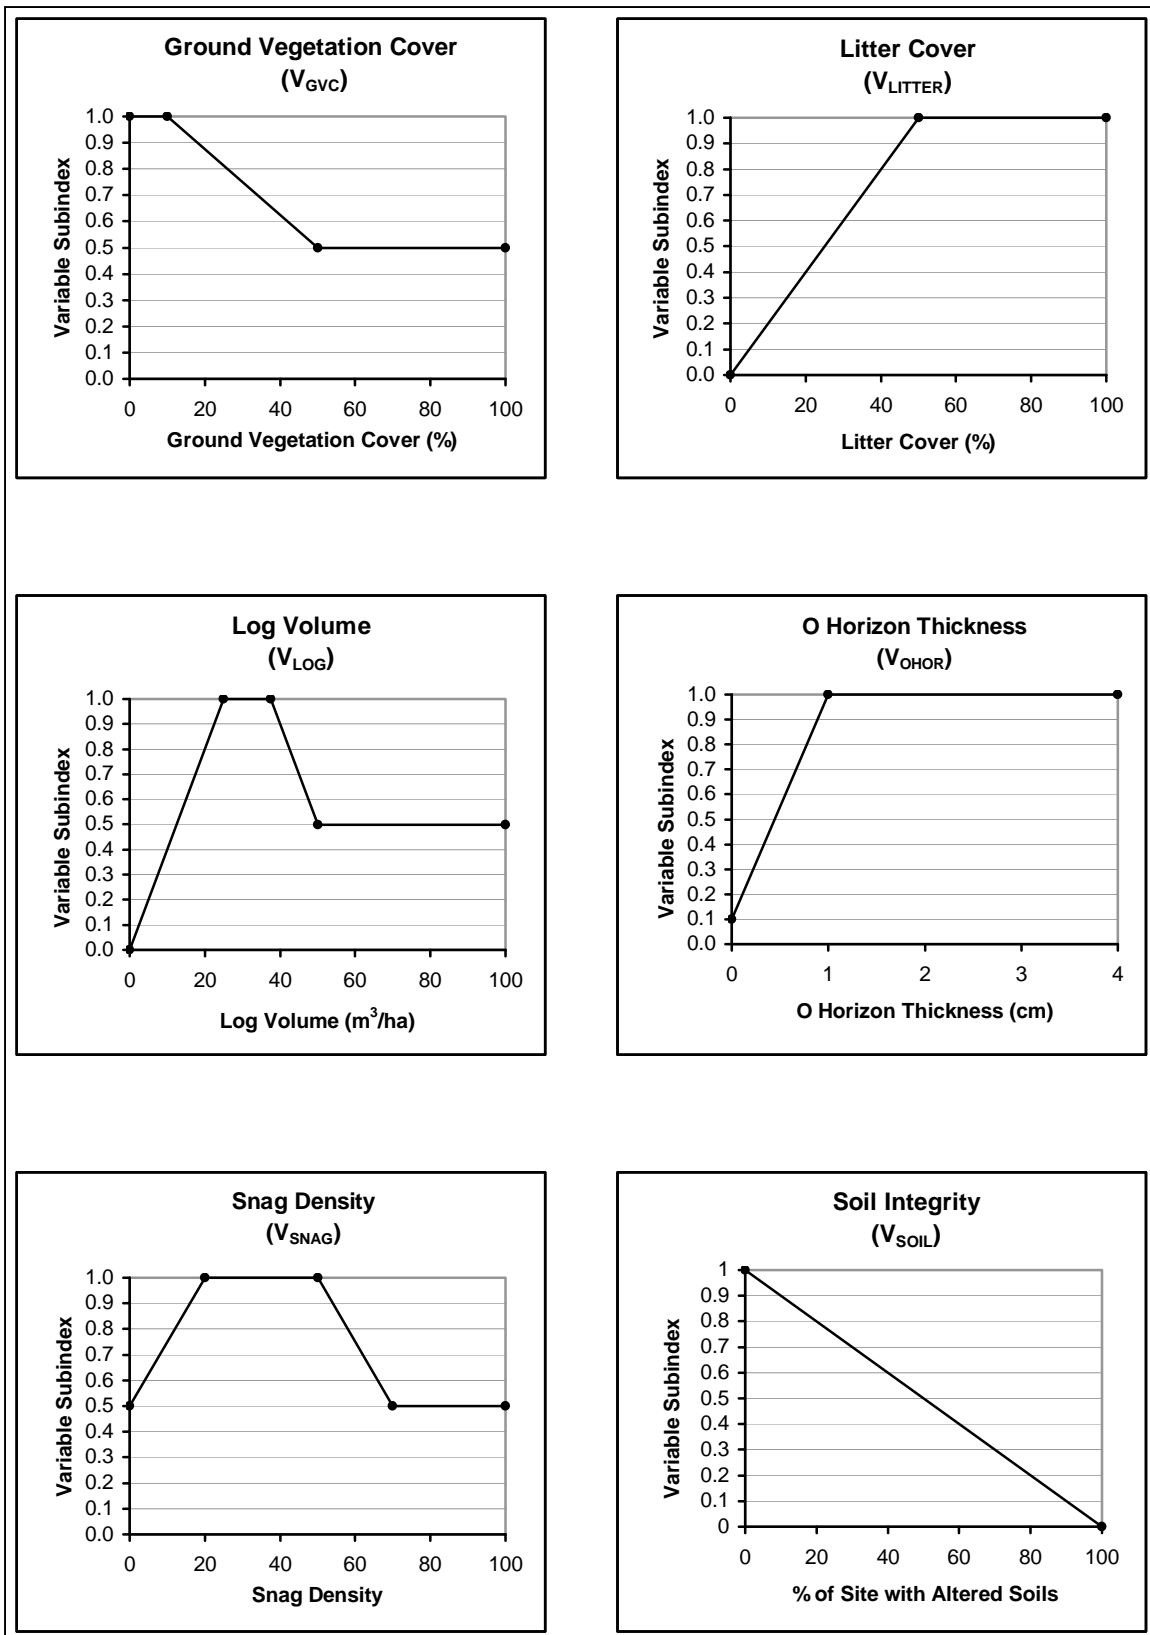 Ground Vegetation Cover
(V_GVC)
1.0
0.9
0.8
0.7
0.6
0.5
0.4
0.3
0.2
0.1
0.0
Variable Subindex
0 20 40 60 80 100
Ground Vegetation Cover (%)
Litter Cover
(V_LITTER)
1.0
0.9
0.8
0.7
0.6
0.5
0.4
0.3
0.2
0.1
0.0
Variable Subindex
0 20 40 60 80 100
Litter Cover (%)
Log Volume
(V_LOG)
1.0
0.9
0.8
0.7
0.6
0.5
0.4
0.3
0.2
0.1
0.0
Variable Subindex
0 20 40 60 80 100
Log Volume (m³/ha)
O Horizon Thickness
(V_OHOR)
1.0
0.9
0.8
0.7
0.6
0.5
0.4
0.3
0.2
0.1
0.0
Variable Subindex
0 1 2 3 4
O Horizon Thickness (cm)
Snag Density
(V_SNAG)
1.0
0.9
0.8
0.7
0.6
0.5
0.4
0.3
0.2
0.1
0.0
Variable Subindex
0 20 40 60 80 100
Snag Density
Soil Integrity
(V_SOIL)
1
0.9
0.8
0.7
0.6
0.5
0.4
0.3
0.2
0.1
0
Variable Subindex
0 20 40 60 80 100
% of Site with Altered Soils